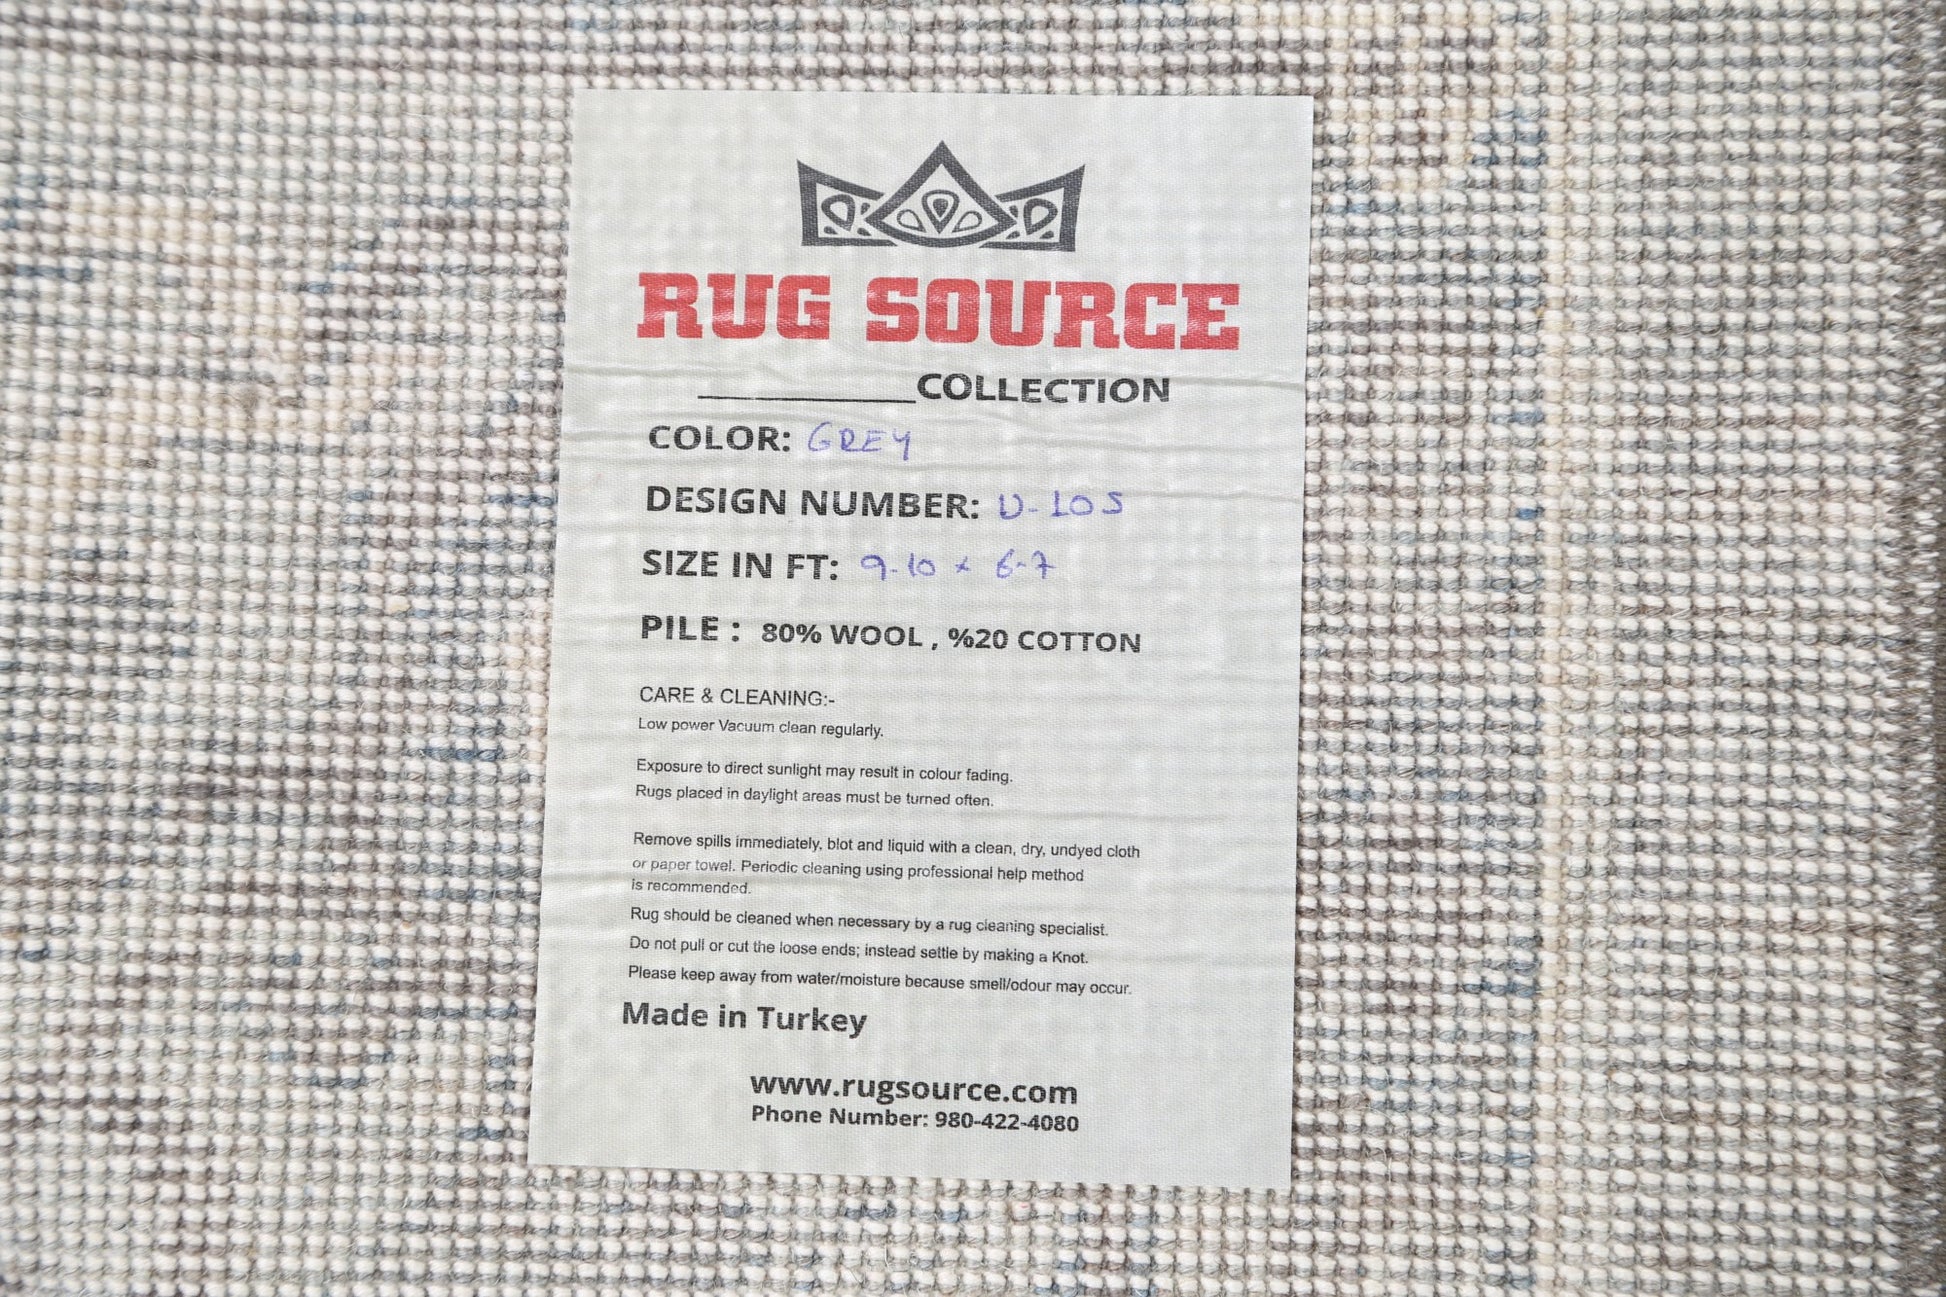 RUG SOURCE
____________COLLECTION
COLOR: GREY
DESIGN NUMBER: U-105
SIZE IN FT: 9-10 x 6-7
PILE : 80% WOOL , %20 COTTON
CARE & CLEANING:-
Low power Vacuum clean regularly.
Exposure to direct sunlight may result in colour fading.
Rugs placed in daylight areas must be turned often.
Remove spills immediately, blot and liquid with a clean, dry, undyed cloth
or paper towel. Periodic cleaning using professional help method
is recommended.
Rug should be cleaned when necessary by a rug cleaning specialist.
Do not pull or cut the loose ends; instead settle by making a Knot.
Please keep away from water/moisture because smell/odour may occur.
Made in Turkey
www.rugsource.com
Phone Number: 980-422-4080